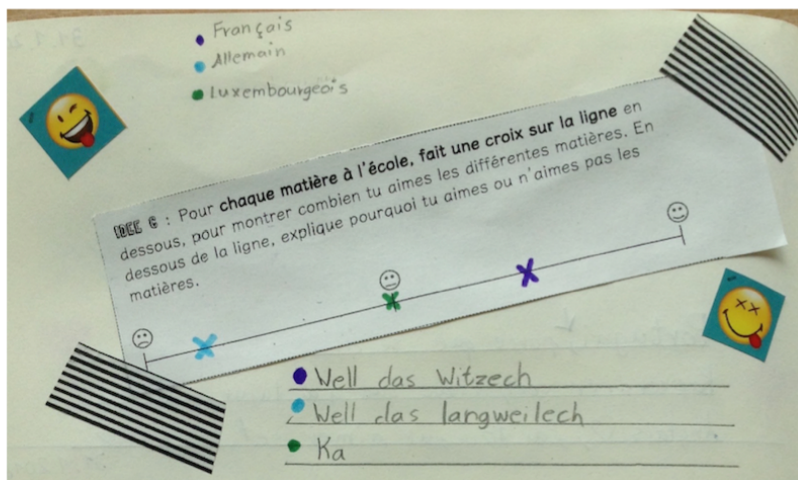 Français
Allemain
Luxembourgeois
IDEE 6 : Pour chaque matière à l'école, fait une croix sur la ligne en
dessous, pour montrer combien tu aimes les différentes matières. En
dessous de la ligne, explique pourquoi tu aimes ou n'aimes pas les
matières.
Well das Witzech
Well das langweilech
Ka